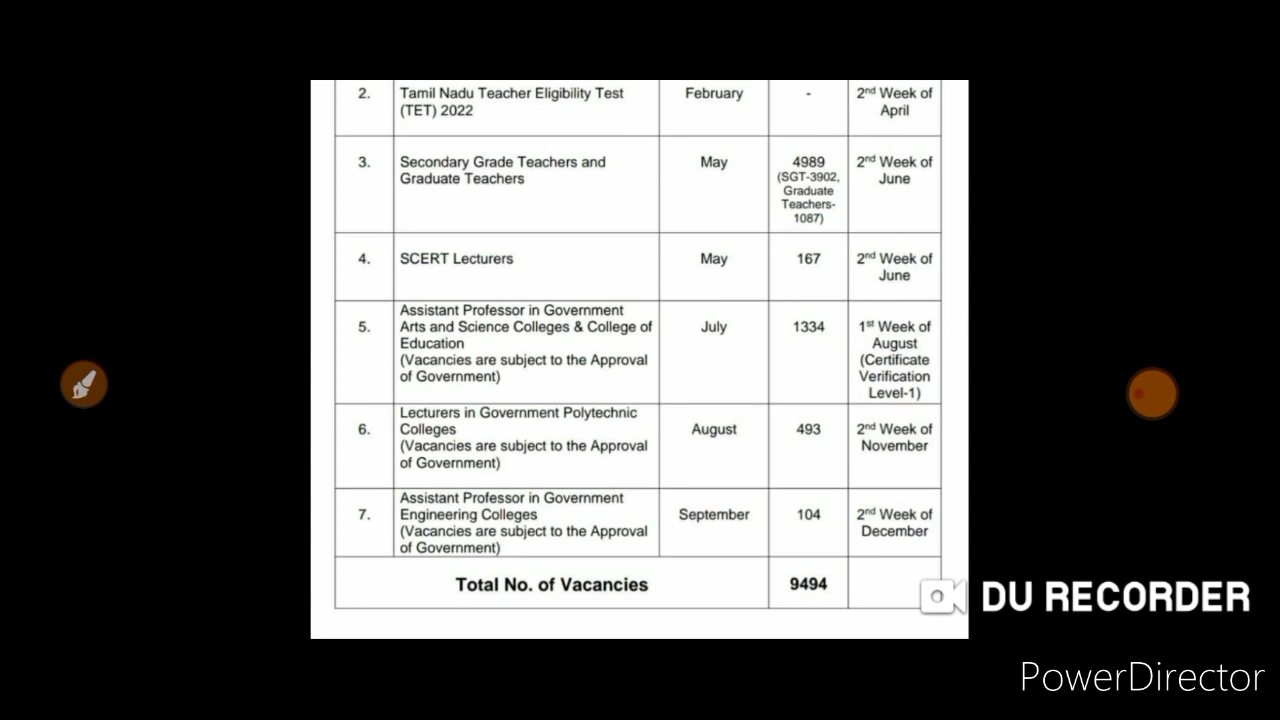 2. Tamil Nadu Teacher Eligibility Test (TET) 2022 February - 2nd Week of April
3. Secondary Grade Teachers and Graduate Teachers May 4989 (SGT-3902, Graduate Teachers-1087) 2nd Week of June
4. SCERT Lecturers May 167 2nd Week of June
5. Assistant Professor in Government Arts and Science Colleges & College of Education (Vacancies are subject to the Approval of Government) July 1334 1st Week of August (Certificate Verification Level-1)
6. Lecturers in Government Polytechnic Colleges (Vacancies are subject to the Approval of Government) August 493 2nd Week of November
7. Assistant Professor in Government Engineering Colleges (Vacancies are subject to the Approval of Government) September 104 2nd Week of December
Total No. of Vacancies 9494
DU RECORDER
PowerDirector